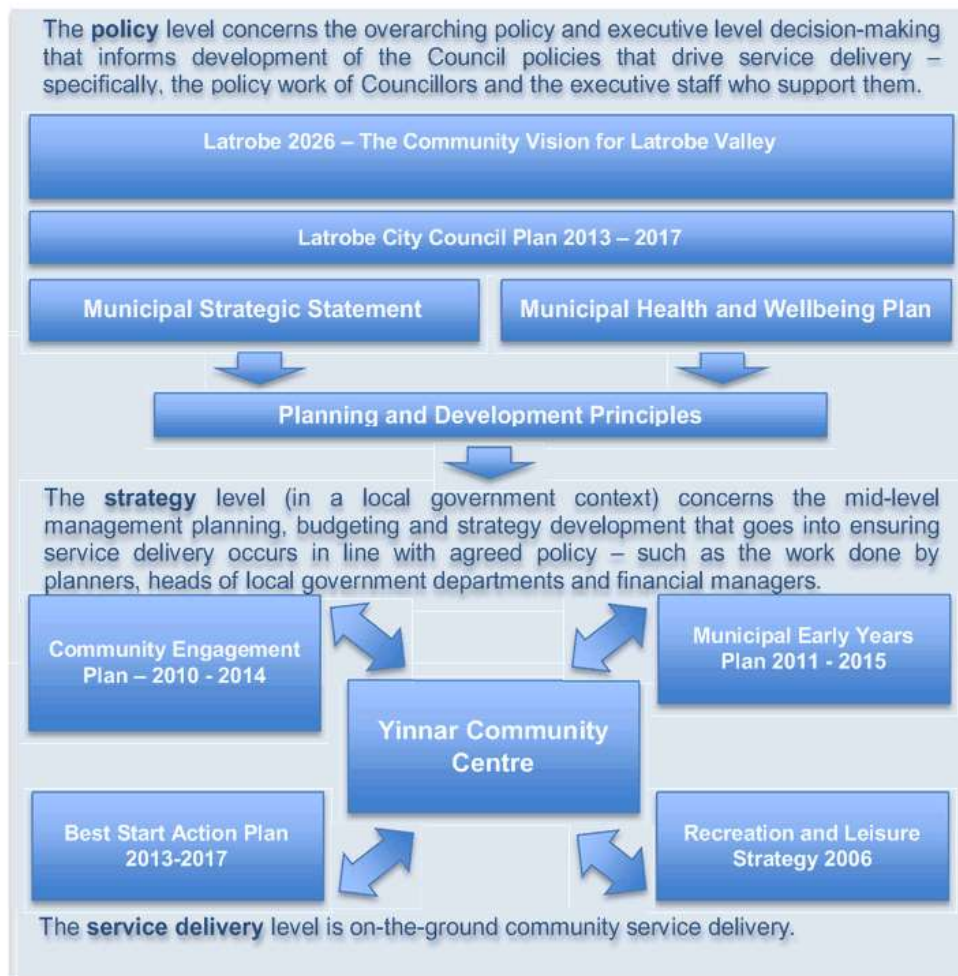 The policy level concerns the overarching policy and executive level decision-making
that informs development of the Council policies that drive service delivery –
specifically, the policy work of Councillors and the executive staff who support them.
Latrobe 2026 – The Community Vision for Latrobe Valley
Latrobe City Council Plan 2013 – 2017
Municipal Strategic Statement
Municipal Health and Wellbeing Plan
Planning and Development Principles
The strategy level (in a local government context) concerns the mid-level
management planning, budgeting and strategy development that goes into ensuring
service delivery occurs in line with agreed policy – such as the work done by
planners, heads of local government departments and financial managers.
Community Engagement
Plan – 2010 - 2014
Municipal Early Years
Plan 2011 - 2015
Yinnar Community
Centre
Best Start Action Plan
2013-2017
Recreation and Leisure
Strategy 2006
The service delivery level is on-the-ground community service delivery.